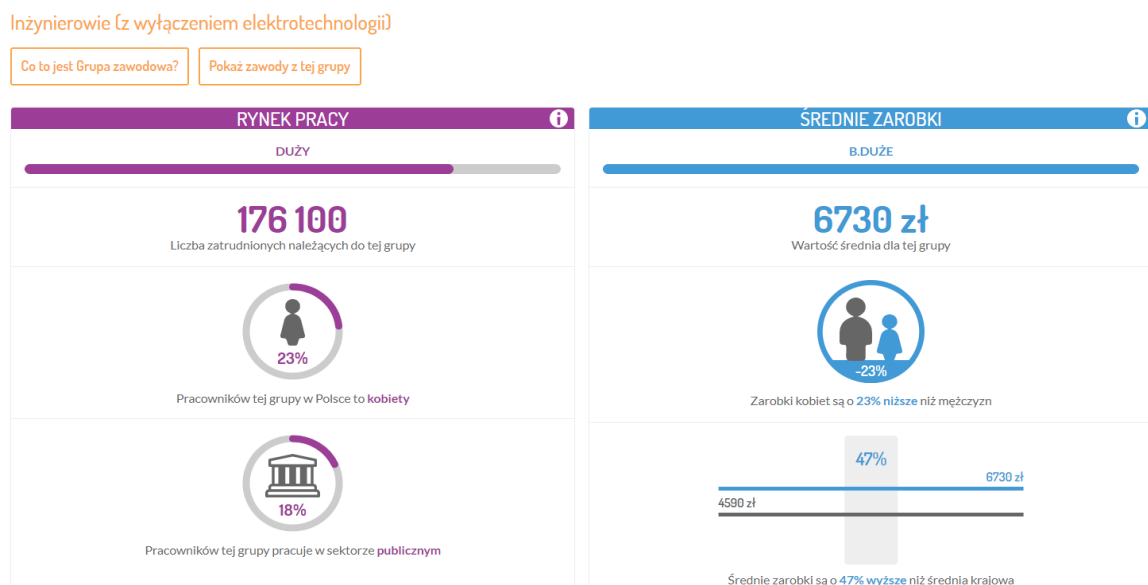 Inżynierowie (z wyłączeniem elektrotechnologii)
Co to jest Grupa zawodowa?
Pokaż zawody z tej grupy
RYNEK PRACY
DUŻY
176 100
Liczba zatrudnionych należących do tej grupy
23%
Pracowników tej grupy w Polsce to kobiety
18%
Pracowników tej grupy pracuje w sektorze publicznym
ŚREDNIE ZAROBKI
B.DUŻE
6730 zł
Wartość średnia dla tej grupy
-23%
Zarobki kobiet są o 23% niższe niż mężczyzn
47%
6730 zł
4590 zł
Średnie zarobki są o 47% wyższe niż średnia krajowa